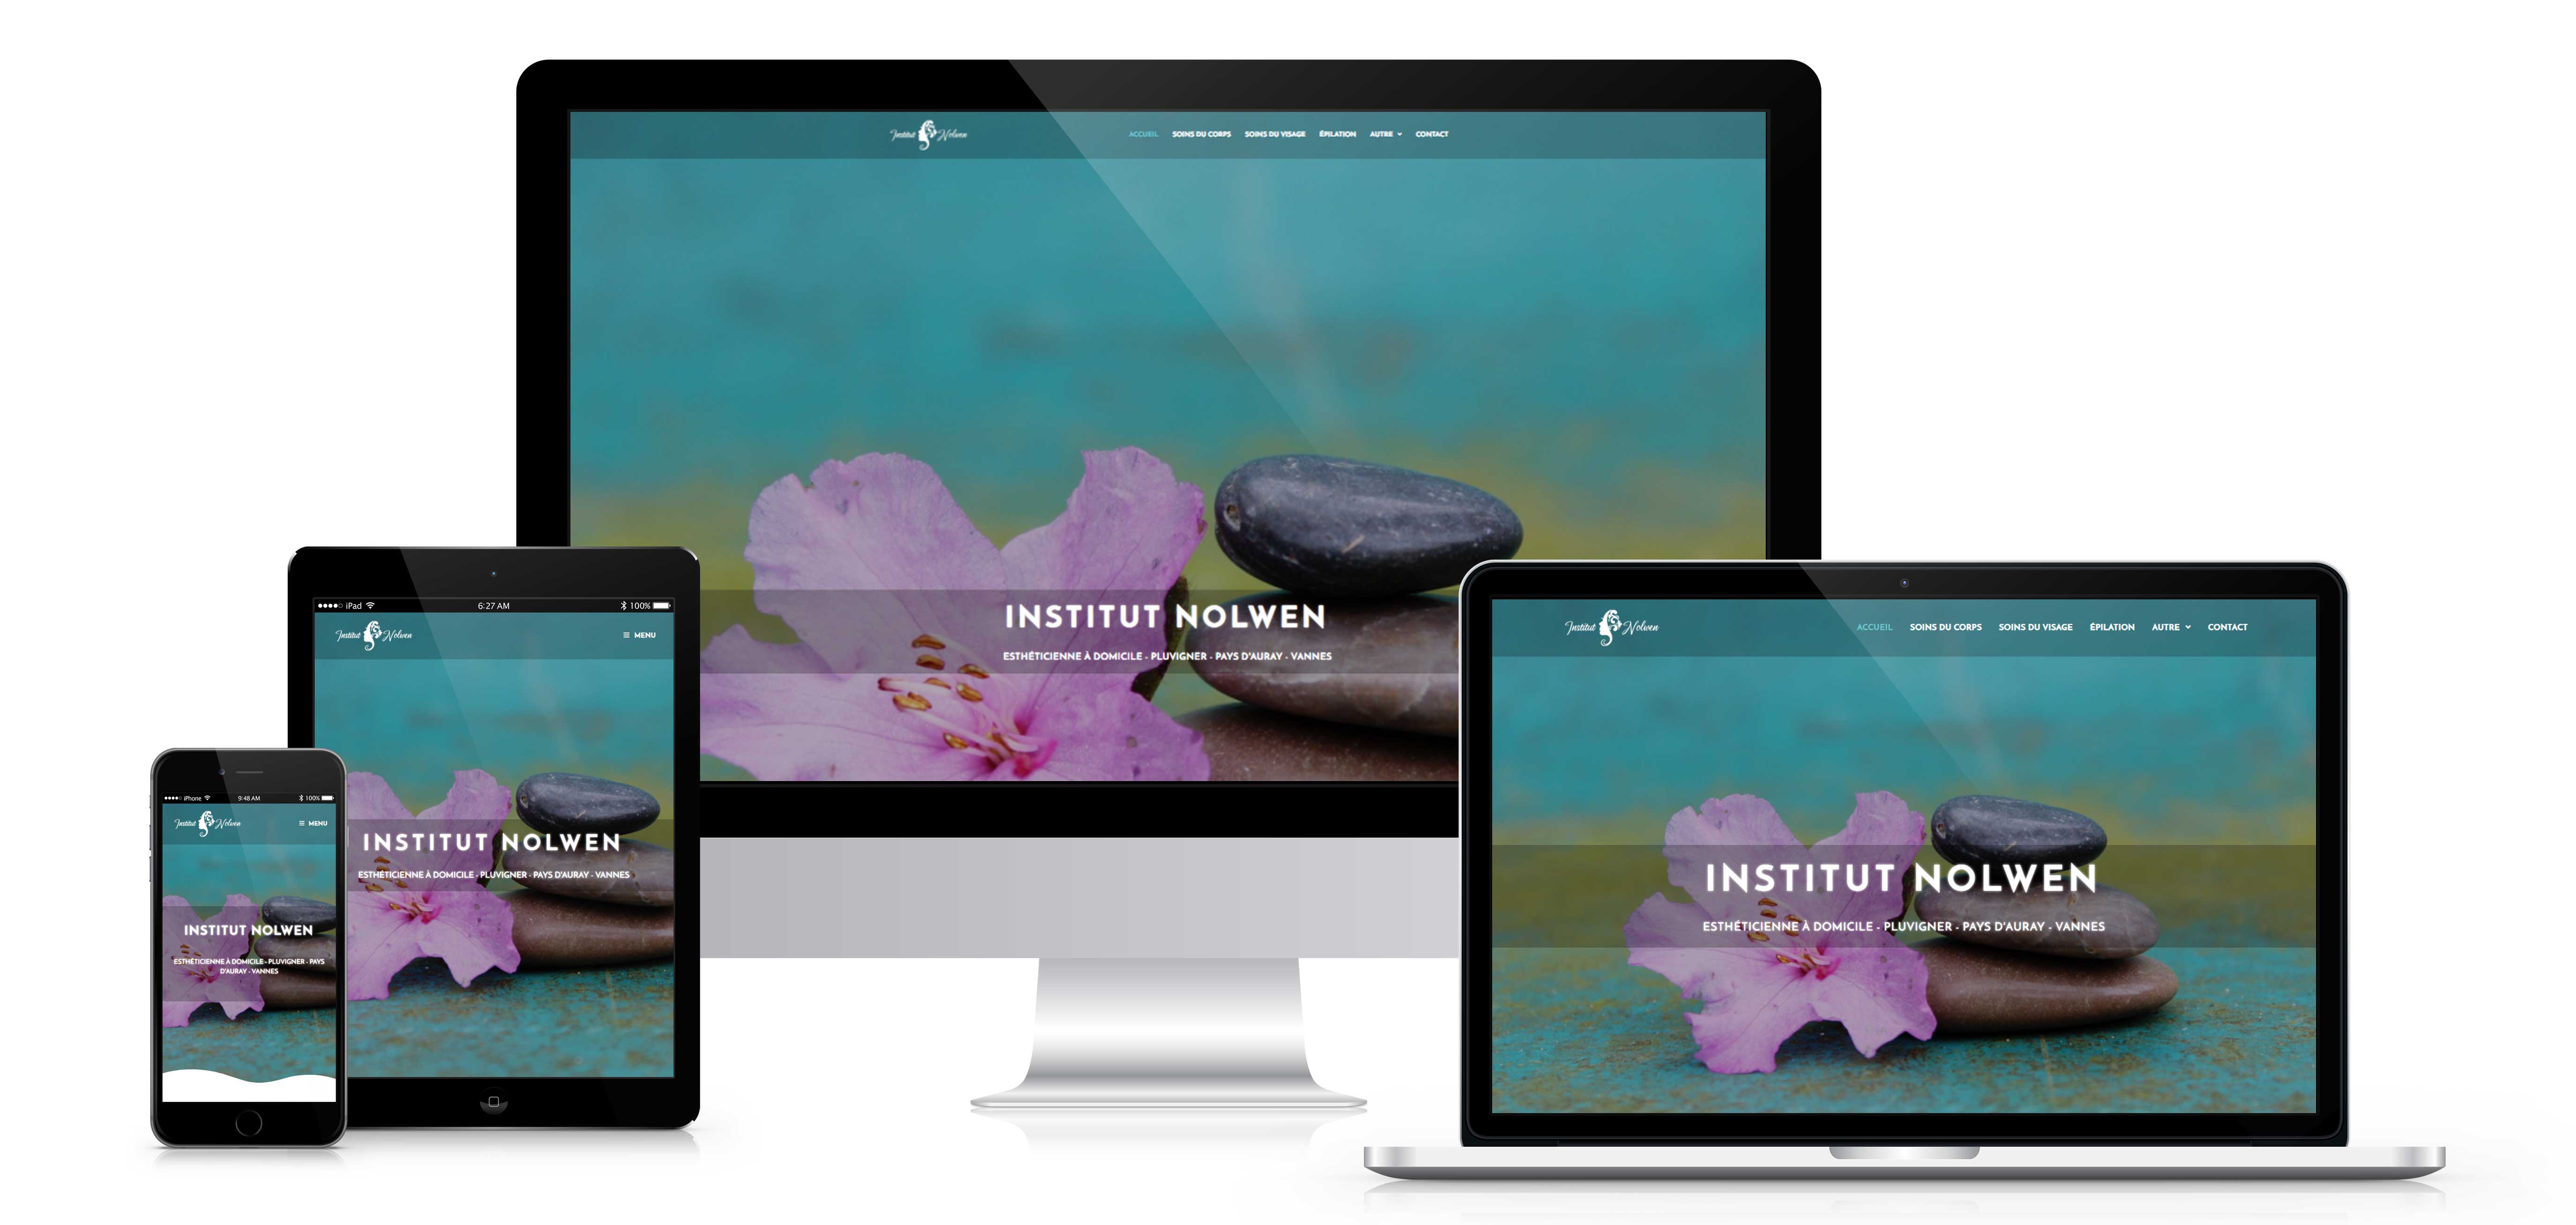 Institut Nolwen
ACCUEIL SOINS DU CORPS SOINS DU VISAGE ÉPILATION AUTRE CONTACT
INSTITUT NOLWEN
ESTHÉTICIENNE À DOMICILE - PLUVIGNER - PAYS D'AURAY - VANNES
iPad 6:27 AM 100%
Institut Nolwen MENU
INSTITUT NOLWEN
ESTHÉTICIENNE À DOMICILE - PLUVIGNER - PAYS D'AURAY - VANNES
iPhone 9:48 AM 100%
Institut Nolwen MENU
INSTITUT NOLWEN
ESTHÉTICIENNE À DOMICILE - PLUVIGNER - PAYS
D'AURAY - VANNES
Institut Nolwen
ACCUEIL SOINS DU CORPS SOINS DU VISAGE ÉPILATION AUTRE CONTACT
INSTITUT NOLWEN
ESTHÉTICIENNE À DOMICILE - PLUVIGNER - PAYS D'AURAY - VANNES